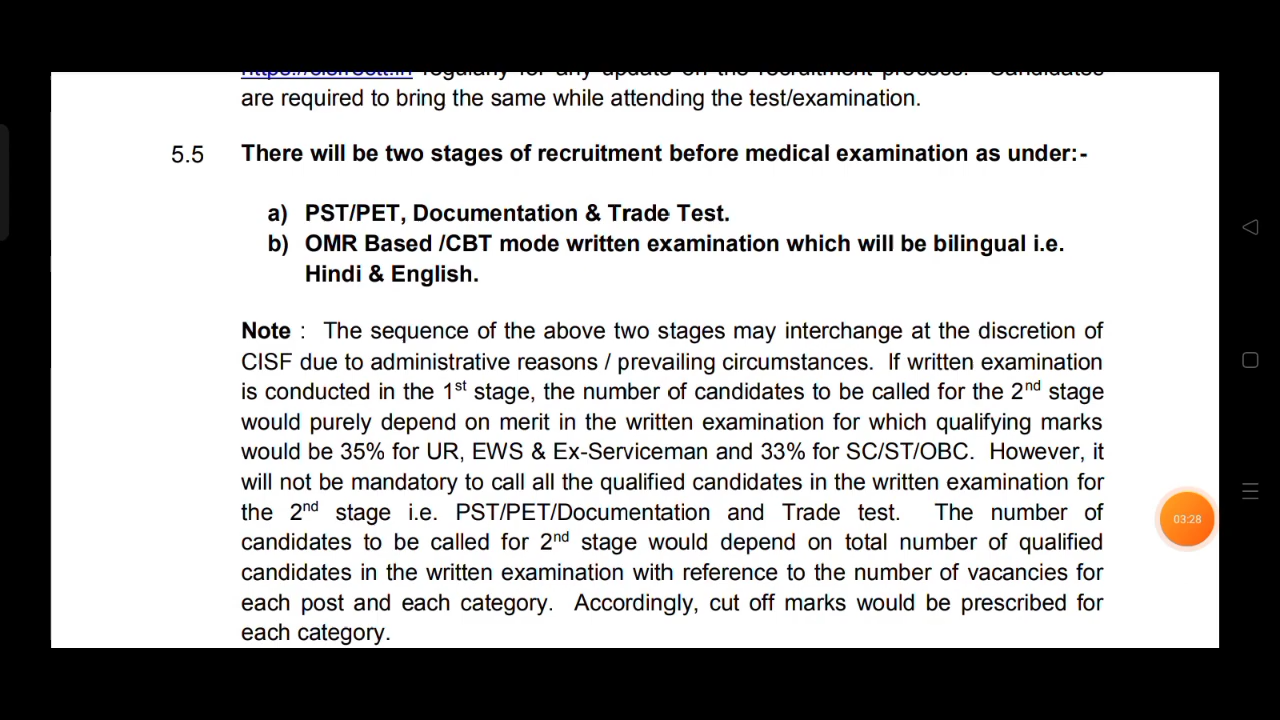 regularly for any update on the recruitment process. Candidates
are required to bring the same while attending the test/examination.
5.5 There will be two stages of recruitment before medical examination as under:-
a) PST/PET, Documentation & Trade Test.
b) OMR Based /CBT mode written examination which will be bilingual i.e.
Hindi & English.
Note : The sequence of the above two stages may interchange at the discretion of
CISF due to administrative reasons / prevailing circumstances. If written examination
is conducted in the 1st stage, the number of candidates to be called for the 2nd stage
would purely depend on merit in the written examination for which qualifying marks
would be 35% for UR, EWS & Ex-Serviceman and 33% for SC/ST/OBC. However, it
will not be mandatory to call all the qualified candidates in the written examination for
the 2nd stage i.e. PST/PET/Documentation and Trade test. The number of
candidates to be called for 2nd stage would depend on total number of qualified
candidates in the written examination with reference to the number of vacancies for
each post and each category. Accordingly, cut off marks would be prescribed for
each category.
03:28